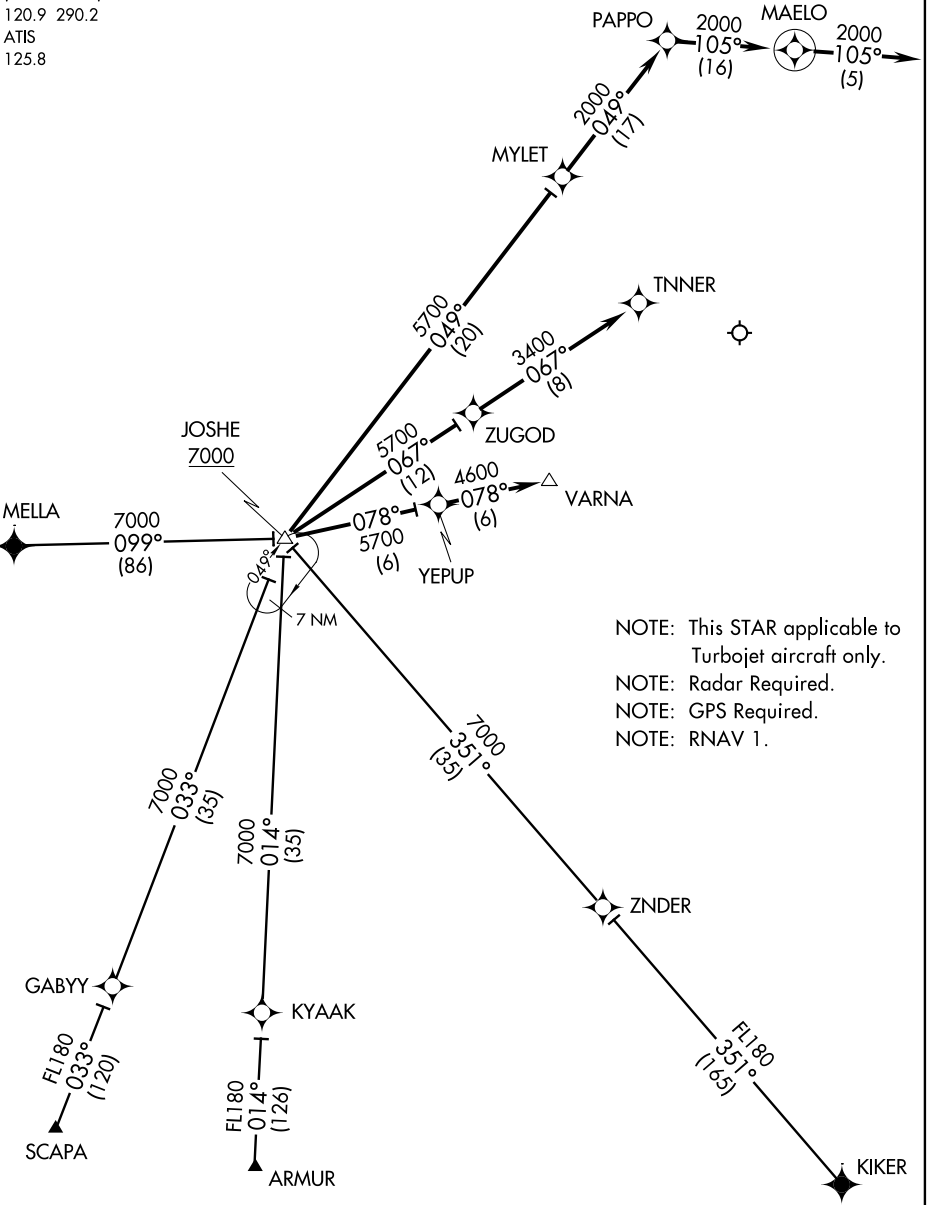 120.9 290.2
ATIS
125.8
PAPPO
2000
105°
(16)
MAELO
2000
105°
(5)
2000
049°
(17)
MYLET
5700
049°
(20)
TNNER
3400
067°
(8)
ZUGOD
5700
067°
(12)
JOSHE
7000
4600
078°
(6)
VARNA
078°
5700
(6)
YEPUP
MELLA
7000
099°
(86)
049°
7 NM
NOTE: This STAR applicable to
Turbojet aircraft only.
NOTE: Radar Required.
NOTE: GPS Required.
NOTE: RNAV 1.
7000
351°
(35)
7000
033°
(35)
7000
014°
(35)
ZNDER
GABYY
KYAAK
FL180
033°
(120)
FL180
014°
(126)
FL180
351°
(165)
SCAPA
ARMUR
KIKER